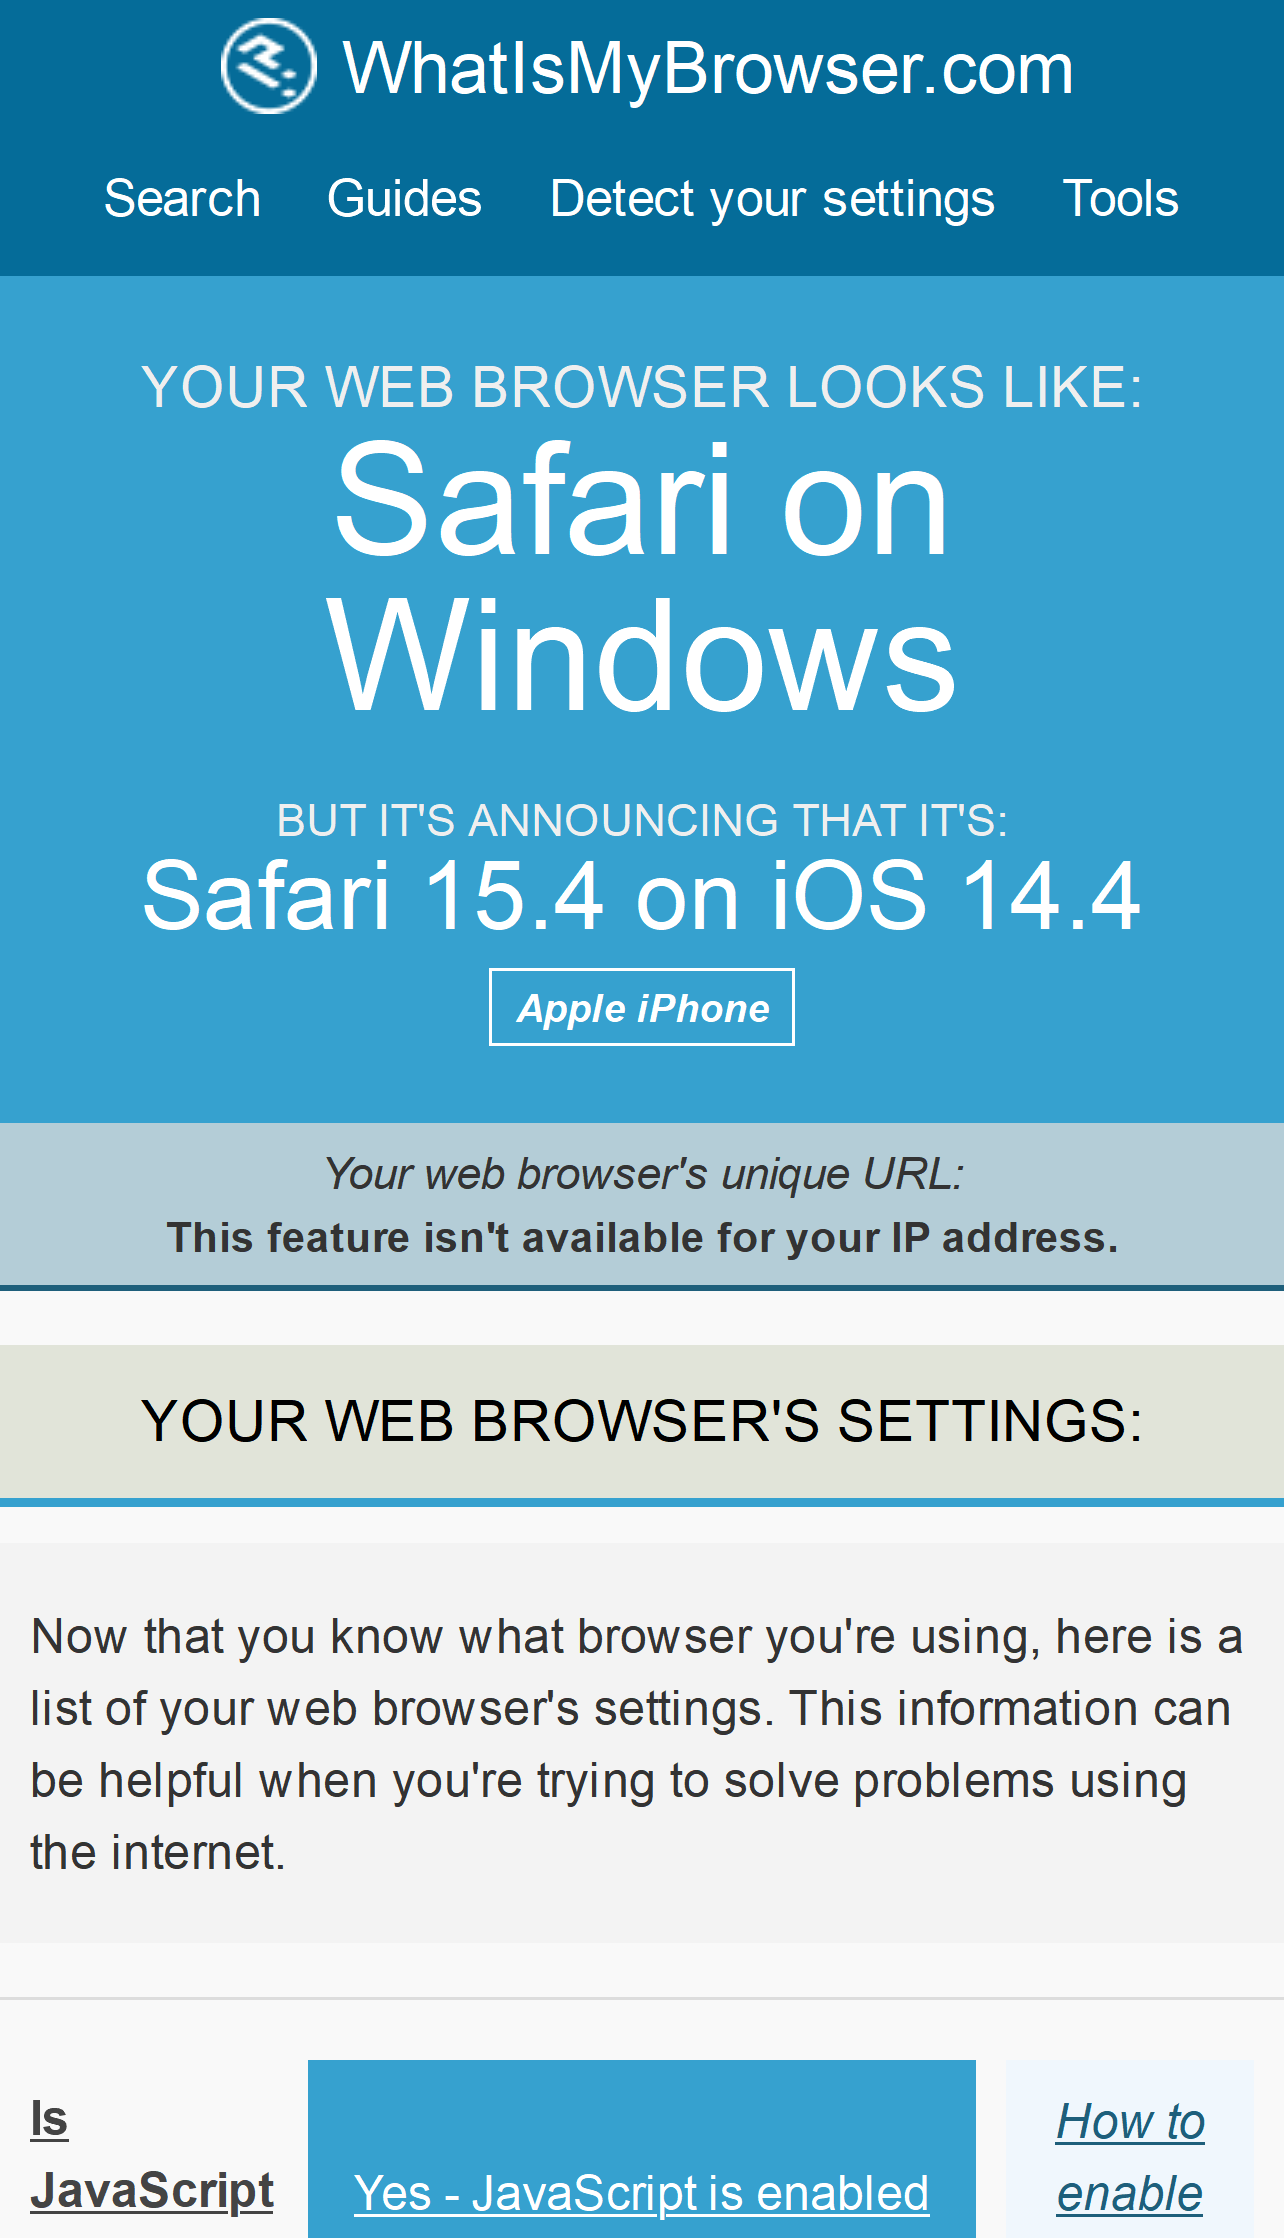 WhatIsMyBrowser.com
Search Guides Detect your settings Tools
YOUR WEB BROWSER LOOKS LIKE:
Safari on
Windows
BUT IT'S ANNOUNCING THAT IT'S:
Safari 15.4 on iOS 14.4
Apple iPhone
Your web browser's unique URL:
This feature isn't available for your IP address.
YOUR WEB BROWSER'S SETTINGS:
Now that you know what browser you're using, here is a
list of your web browser's settings. This information can
be helpful when you're trying to solve problems using
the internet.
Is
JavaScript
Yes - JavaScript is enabled
How to
enable